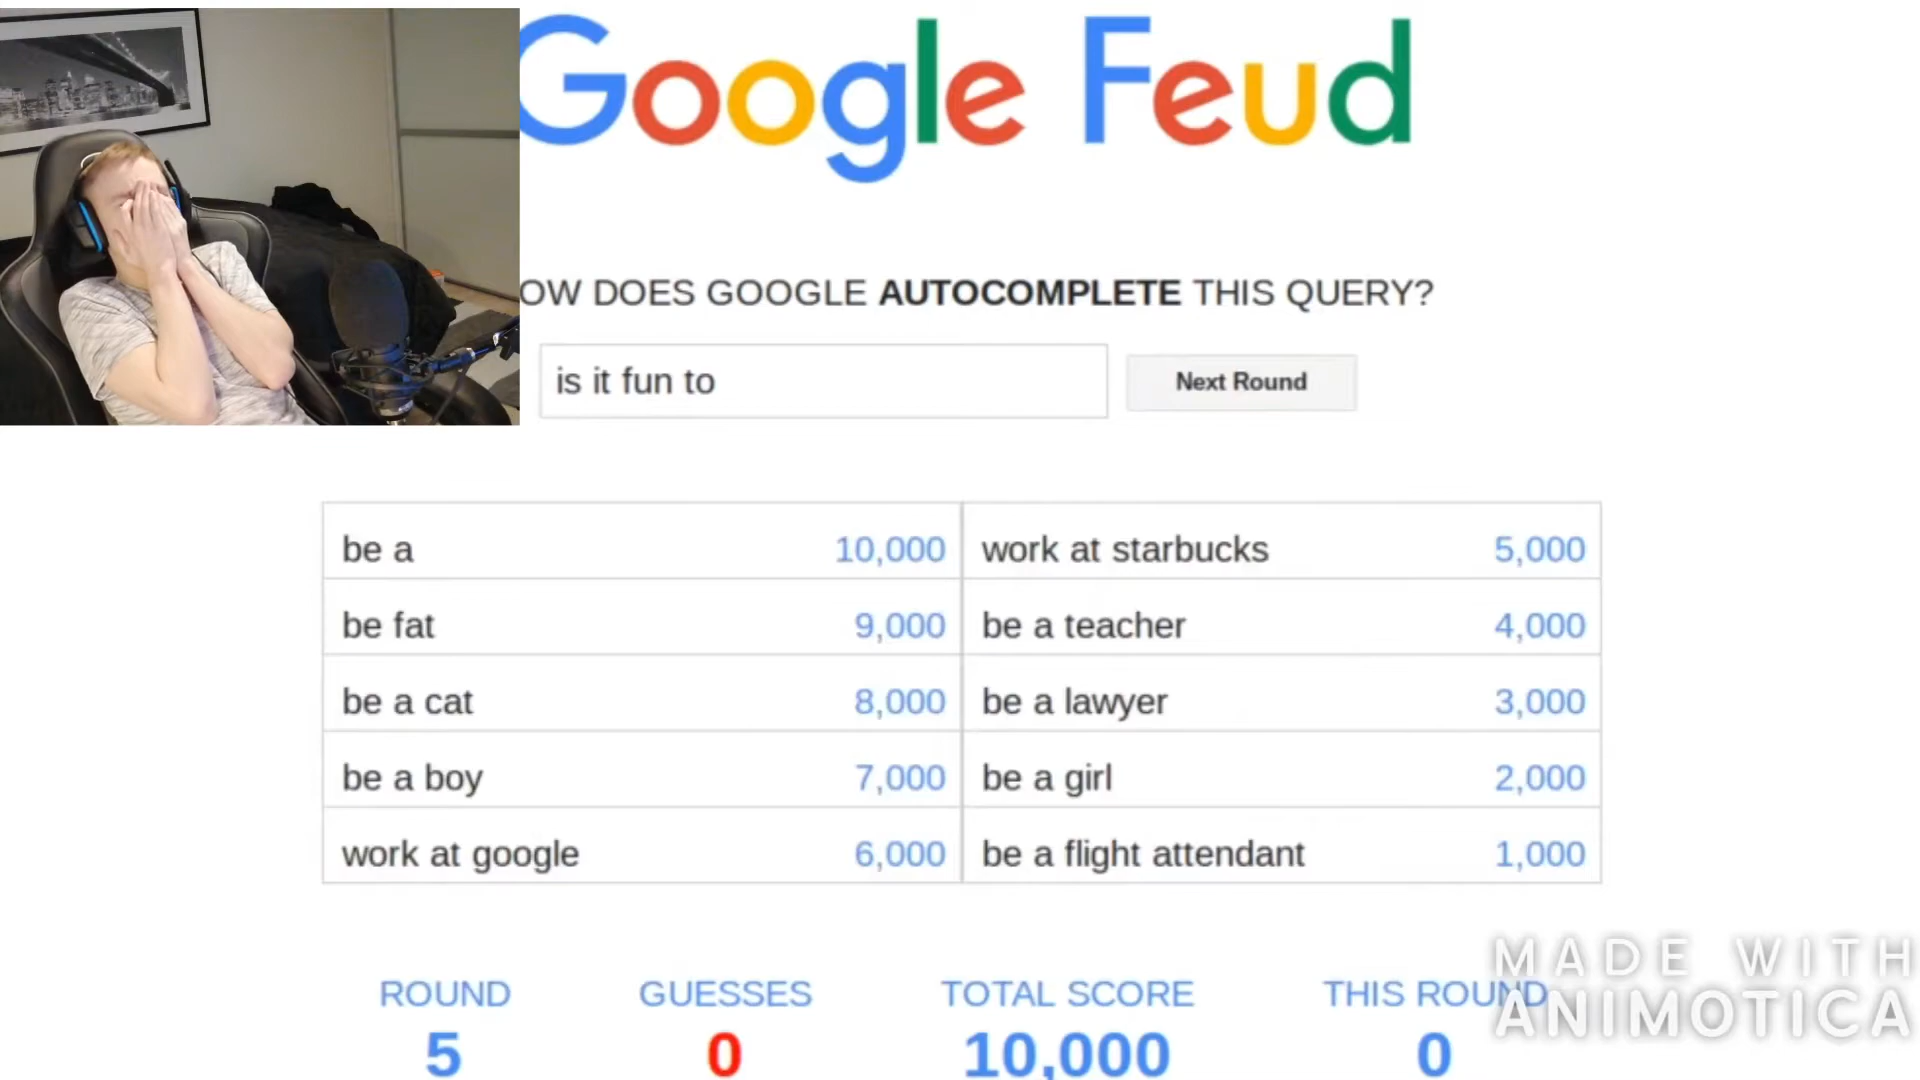 Google Feud
OW DOES GOOGLE AUTOCOMPLETE THIS QUERY?
is it fun to
Next Round
be a 10,000
work at starbucks 5,000
be fat 9,000
be a teacher 4,000
be a cat 8,000
be a lawyer 3,000
be a boy 7,000
be a girl 2,000
work at google 6,000
be a flight attendant 1,000
ROUND GUESSES TOTAL SCORE THIS ROUND
5 0 10,000 0
MADE WITH
ANIMOTICA